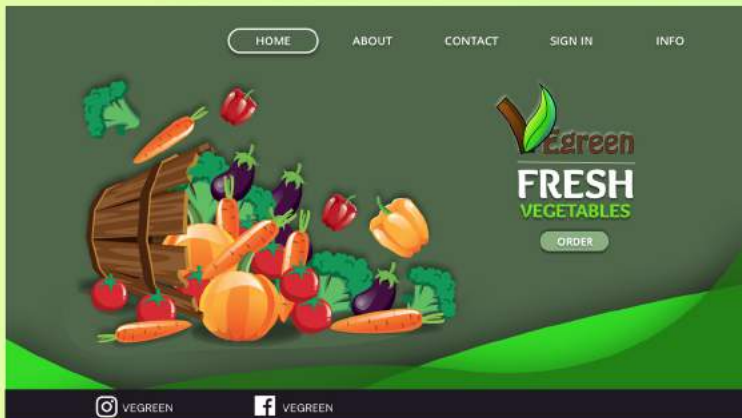 HOME ABOUT CONTACT SIGN IN INFO
VEgreen
FRESH
VEGETABLES
ORDER
VEGREEN VEGREEN